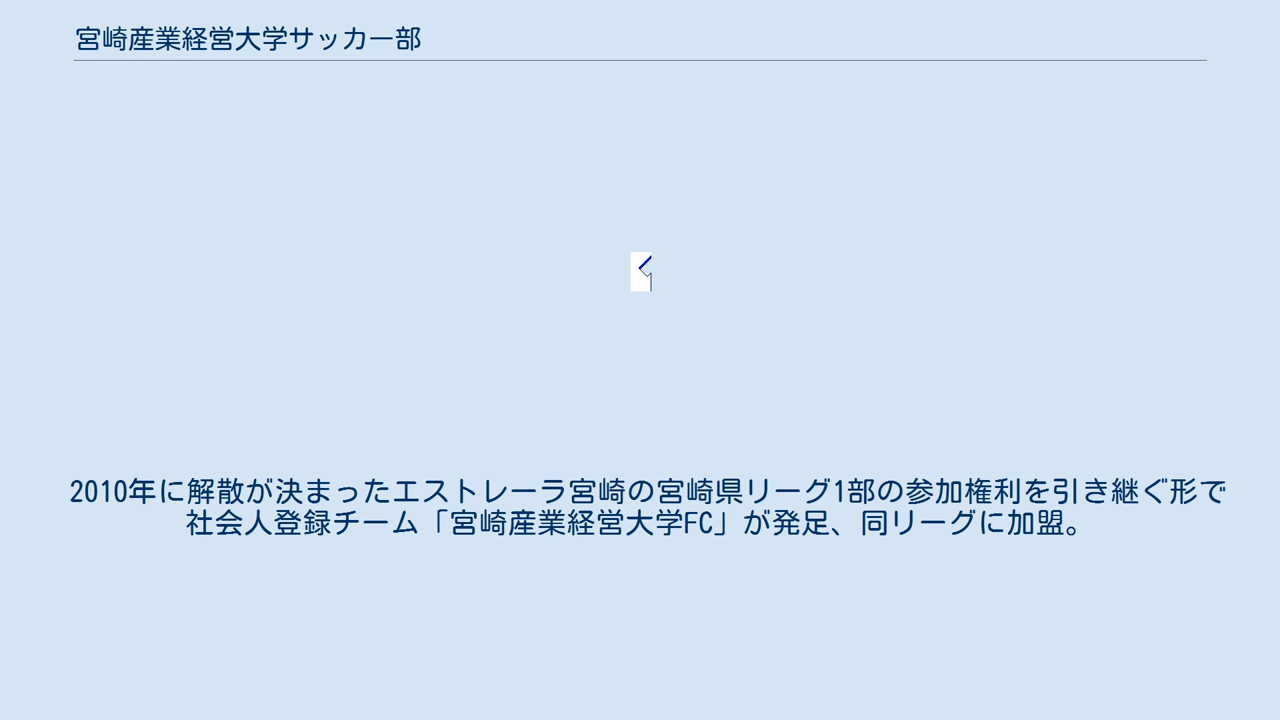 宮崎産業経営大学サッカー部
2010年に解散が決まったエストレーラ宮崎の宮崎県リーグ1部の参加権利を引き継ぐ形で
社会人登録チーム「宮崎産業経営大学FC」が発足、同リーグに加盟。